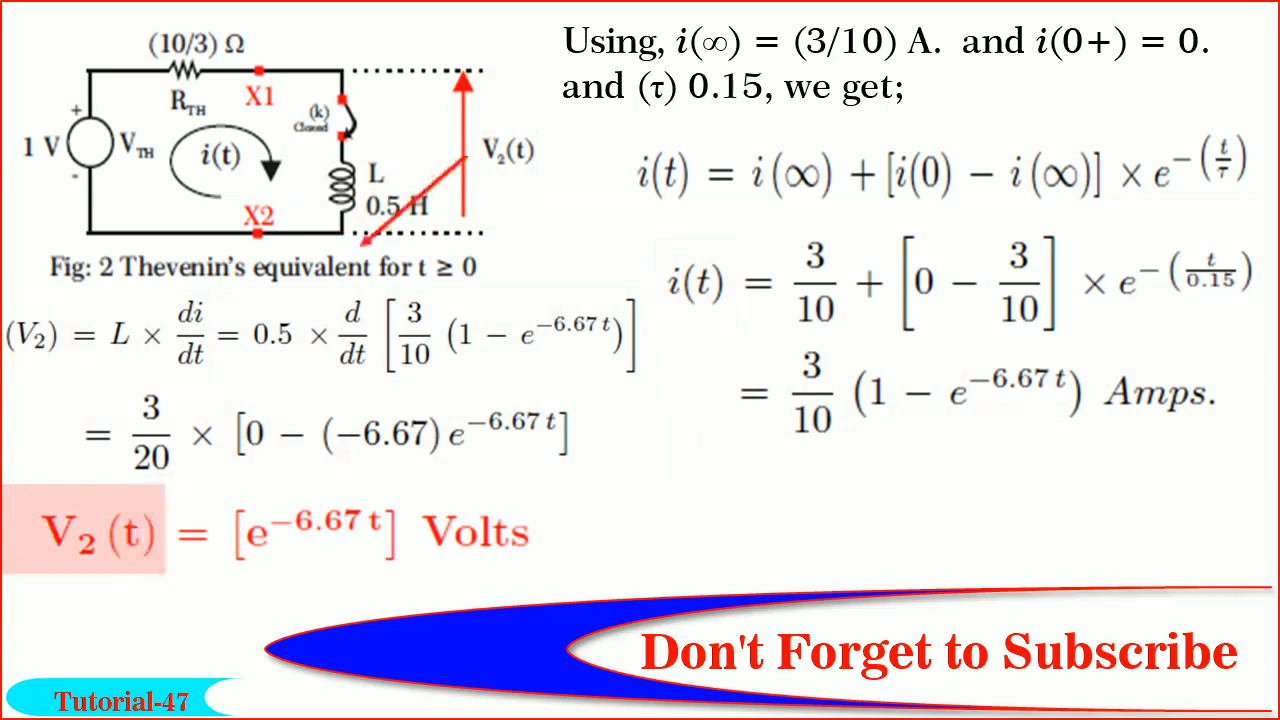 (10/3) Ω
R_TH
X1
(k)
Closed
+
1 V
V_TH
-
i(t)
L
0.5 H
X2
V₂(t)
Fig: 2 Thevenin's equivalent for t ≥ 0
(V₂) = L × di/dt = 0.5 × d/dt [3/10 (1 − e^{−6.67 t})]
= 3/20 × [0 − (−6.67) e^{−6.67 t}]
V₂ (t) = [e^{−6.67 t}] Volts
Using, i(∞) = (3/10) A. and i(0+) = 0.
and (τ) 0.15, we get;
i(t) = i(∞) + [i(0) − i(∞)] × e^{−(t/τ)}
i(t) = 3/10 + [0 − 3/10] × e^{−(t/0.15)}
= 3/10 (1 − e^{−6.67 t}) Amps.
Don't Forget to Subscribe
Tutorial-47